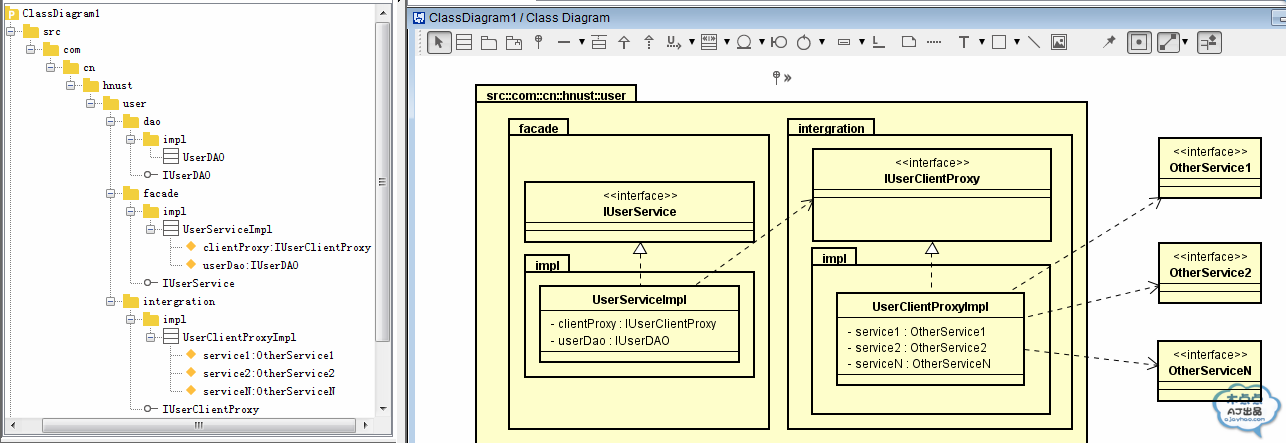 ClassDiagram1
src
com
cn
hnust
user
dao
impl
UserDAO
IUserDAO
facade
impl
UserServiceImpl
clientProxy:IUserClientProxy
userDao:IUserDAO
IUserService
intergration
impl
UserClientProxyImpl
service1:OtherService1
service2:OtherService2
serviceN:OtherServiceN
IUserClientProxy
ClassDiagram1 / Class Diagram
src::com::cn::hnust::user
facade
<<interface>>
IUserService
impl
UserServiceImpl
- clientProxy : IUserClientProxy
- userDao : IUserDAO
intergration
<<interface>>
IUserClientProxy
impl
UserClientProxyImpl
- service1 : OtherService1
- service2 : OtherService2
- serviceN : OtherServiceN
<<interface>>
OtherService1
<<interface>>
OtherService2
<<interface>>
OtherServiceN
木点点
AJ出品